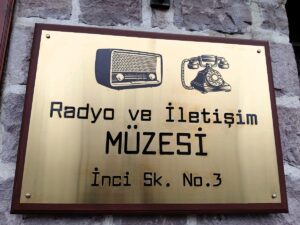 Radyo ve İletişim
MÜZESİ
İnci Sk. No.3